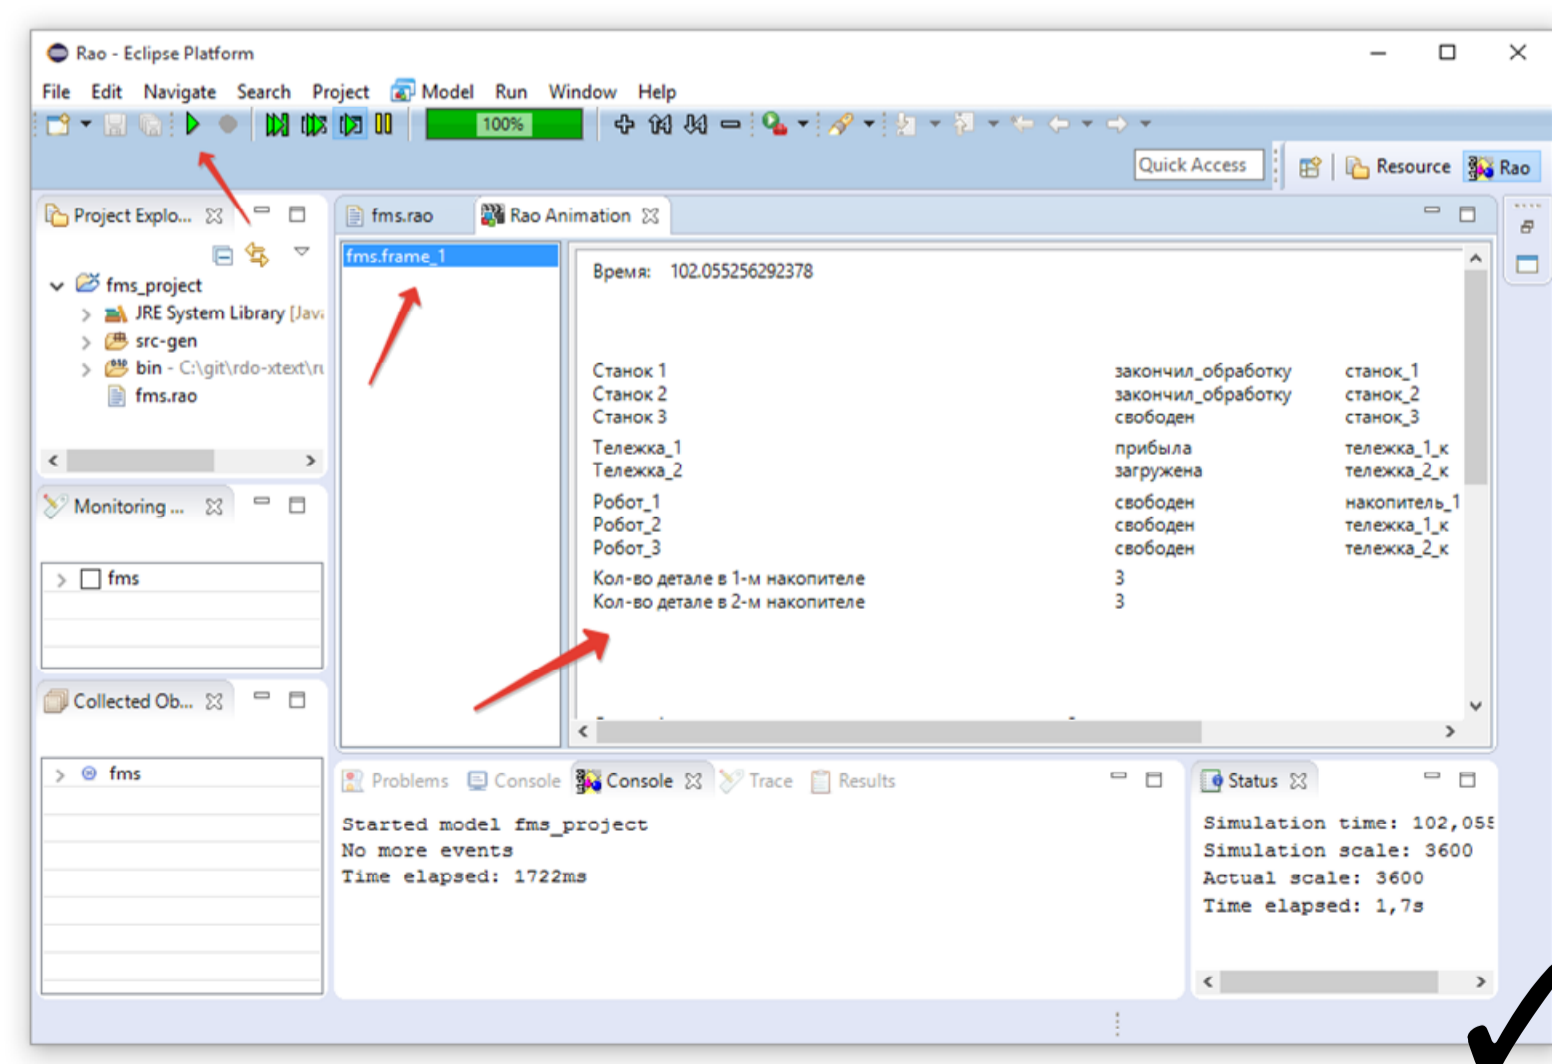 Rao - Eclipse Platform
File Edit Navigate Search Project Model Run Window Help
100%
Quick Access Resource Rao
Project Explo...
fms_project
JRE System Library [Java
src-gen
bin - C:\git\rdo-xtext\ru
fms.rao
Monitoring ...
fms
Collected Ob...
fms
fms.rao Rao Animation
fms.frame_1
Время: 102.055256292378
Станок 1 закончил_обработку станок_1
Станок 2 закончил_обработку станок_2
Станок 3 свободен станок_3
Тележка_1 прибыла тележка_1_к
Тележка_2 загружена тележка_2_к
Робот_1 свободен накопитель_1
Робот_2 свободен тележка_1_к
Робот_3 свободен тележка_2_к
Кол-во детале в 1-м накопителе 3
Кол-во детале в 2-м накопителе 3
Problems Console Console Trace Results
Started model fms_project
No more events
Time elapsed: 1722ms
Status
Simulation time: 102,055
Simulation scale: 3600
Actual scale: 3600
Time elapsed: 1,7s